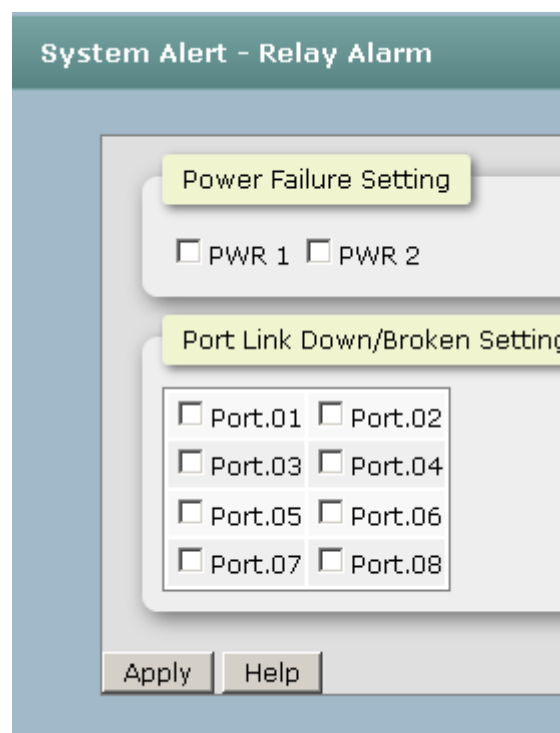 System Alert - Relay Alarm
Power Failure Setting
PWR 1 PWR 2
Port Link Down/Broken Setting
Port.01 Port.02
Port.03 Port.04
Port.05 Port.06
Port.07 Port.08
Apply Help